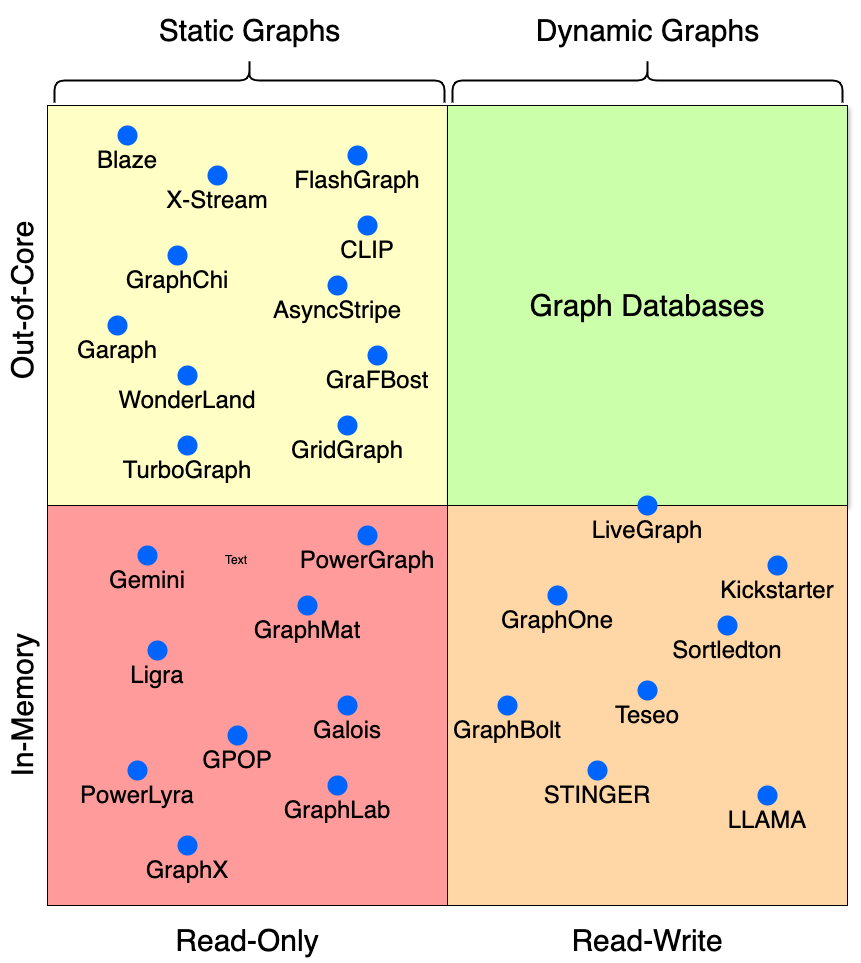 Static Graphs
Dynamic Graphs
Out-of-Core
Blaze
X-Stream
FlashGraph
CLIP
GraphChi
AsyncStripe
Garaph
GraFBost
WonderLand
GridGraph
TurboGraph
Graph Databases
In-Memory
Gemini
Text
PowerGraph
GraphMat
Ligra
Galois
GPOP
PowerLyra
GraphLab
GraphX
LiveGraph
Kickstarter
GraphOne
Sortledton
Teseo
GraphBolt
STINGER
LLAMA
Read-Only
Read-Write